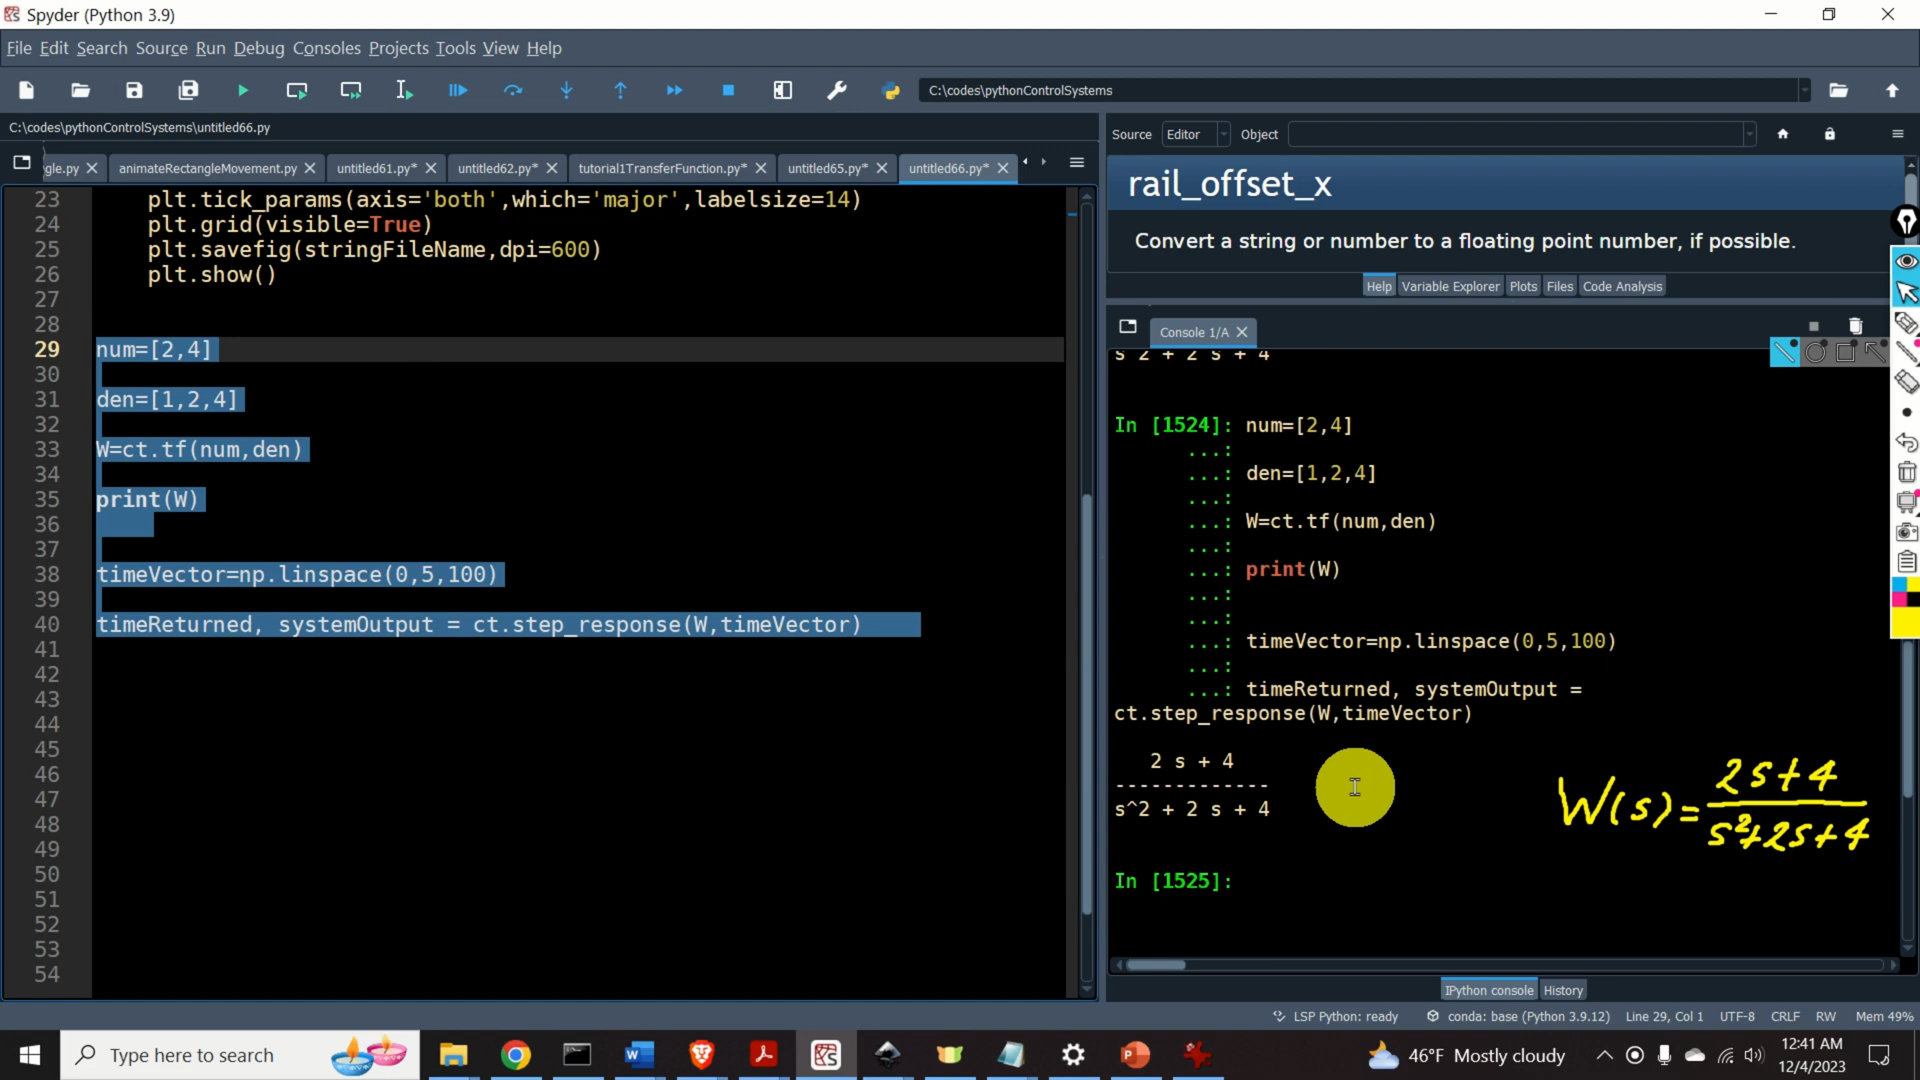 Spyder (Python 3.9)
File Edit Search Source Run Debug Consoles Projects Tools View Help
C:\codes\pythonControlSystems
C:\codes\pythonControlSystems\untitled66.py
gle.py
animateRectangleMovement.py
untitled61.py*
untitled62.py*
tutorial1TransferFunction.py*
untitled65.py*
untitled66.py*
23 plt.tick_params(axis='both',which='major',labelsize=14)
24 plt.grid(visible=True)
25 plt.savefig(stringFileName,dpi=600)
26 plt.show()
27
28
29 num=[2,4]
30
31 den=[1,2,4]
32
33 W=ct.tf(num,den)
34
35 print(W)
36
37
38 timeVector=np.linspace(0,5,100)
39
40 timeReturned, systemOutput = ct.step_response(W,timeVector)
41
42
43
44
45
46
47
48
49
50
51
52
53
54
Source Editor Object
rail_offset_x
Convert a string or number to a floating point number, if possible.
Help Variable Explorer Plots Files Code Analysis
Console 1/A
s^2 + 2 s + 4
In [1524]: num=[2,4]
...:
...: den=[1,2,4]
...:
...: W=ct.tf(num,den)
...:
...: print(W)
...:
...:
...: timeVector=np.linspace(0,5,100)
...:
...: timeReturned, systemOutput =
ct.step_response(W,timeVector)
2 s + 4
-------------
s^2 + 2 s + 4
In [1525]:
2s+4
W(s)=
s²+2s+4
IPython console History
LSP Python: ready conda: base (Python 3.9.12) Line 29, Col 1 UTF-8 CRLF RW Mem 49%
Type here to search
46°F Mostly cloudy
12:41 AM
12/4/2023